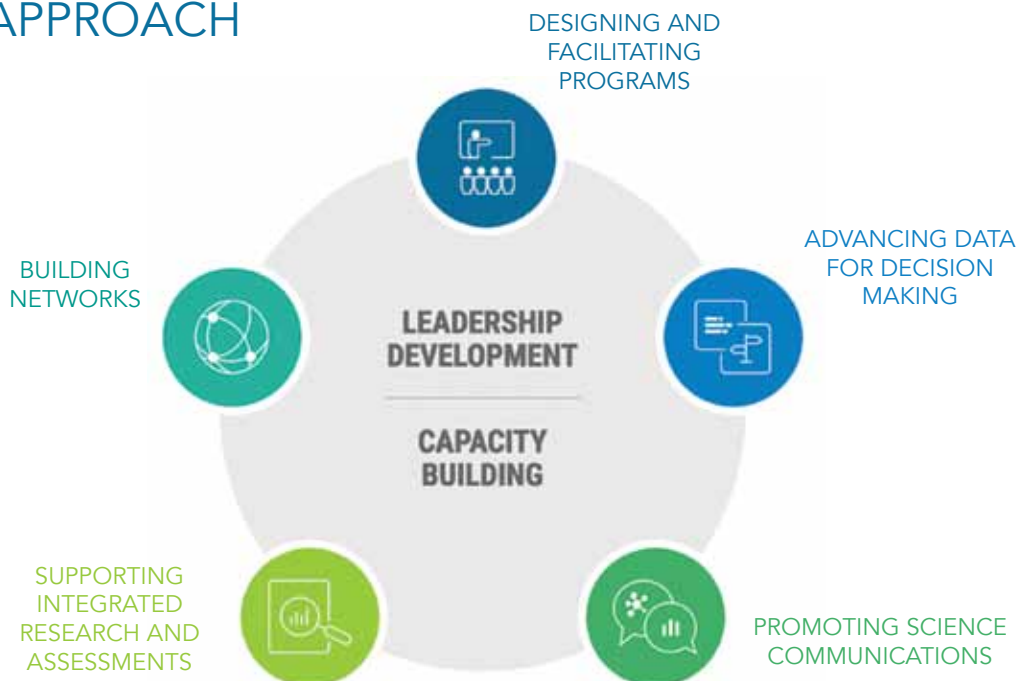 APPROACH
DESIGNING AND
FACILITATING
PROGRAMS
ADVANCING DATA
FOR DECISION
MAKING
BUILDING
NETWORKS
LEADERSHIP
DEVELOPMENT
CAPACITY
BUILDING
SUPPORTING
INTEGRATED
RESEARCH AND
ASSESSMENTS
PROMOTING SCIENCE
COMMUNICATIONS